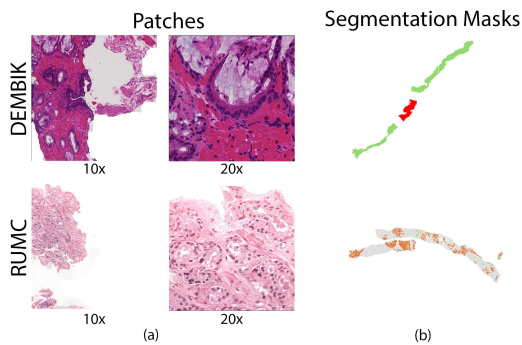 Patches
Segmentation Masks
DEMBIK
10x
20x
RUMC
10x
20x
(a)
(b)